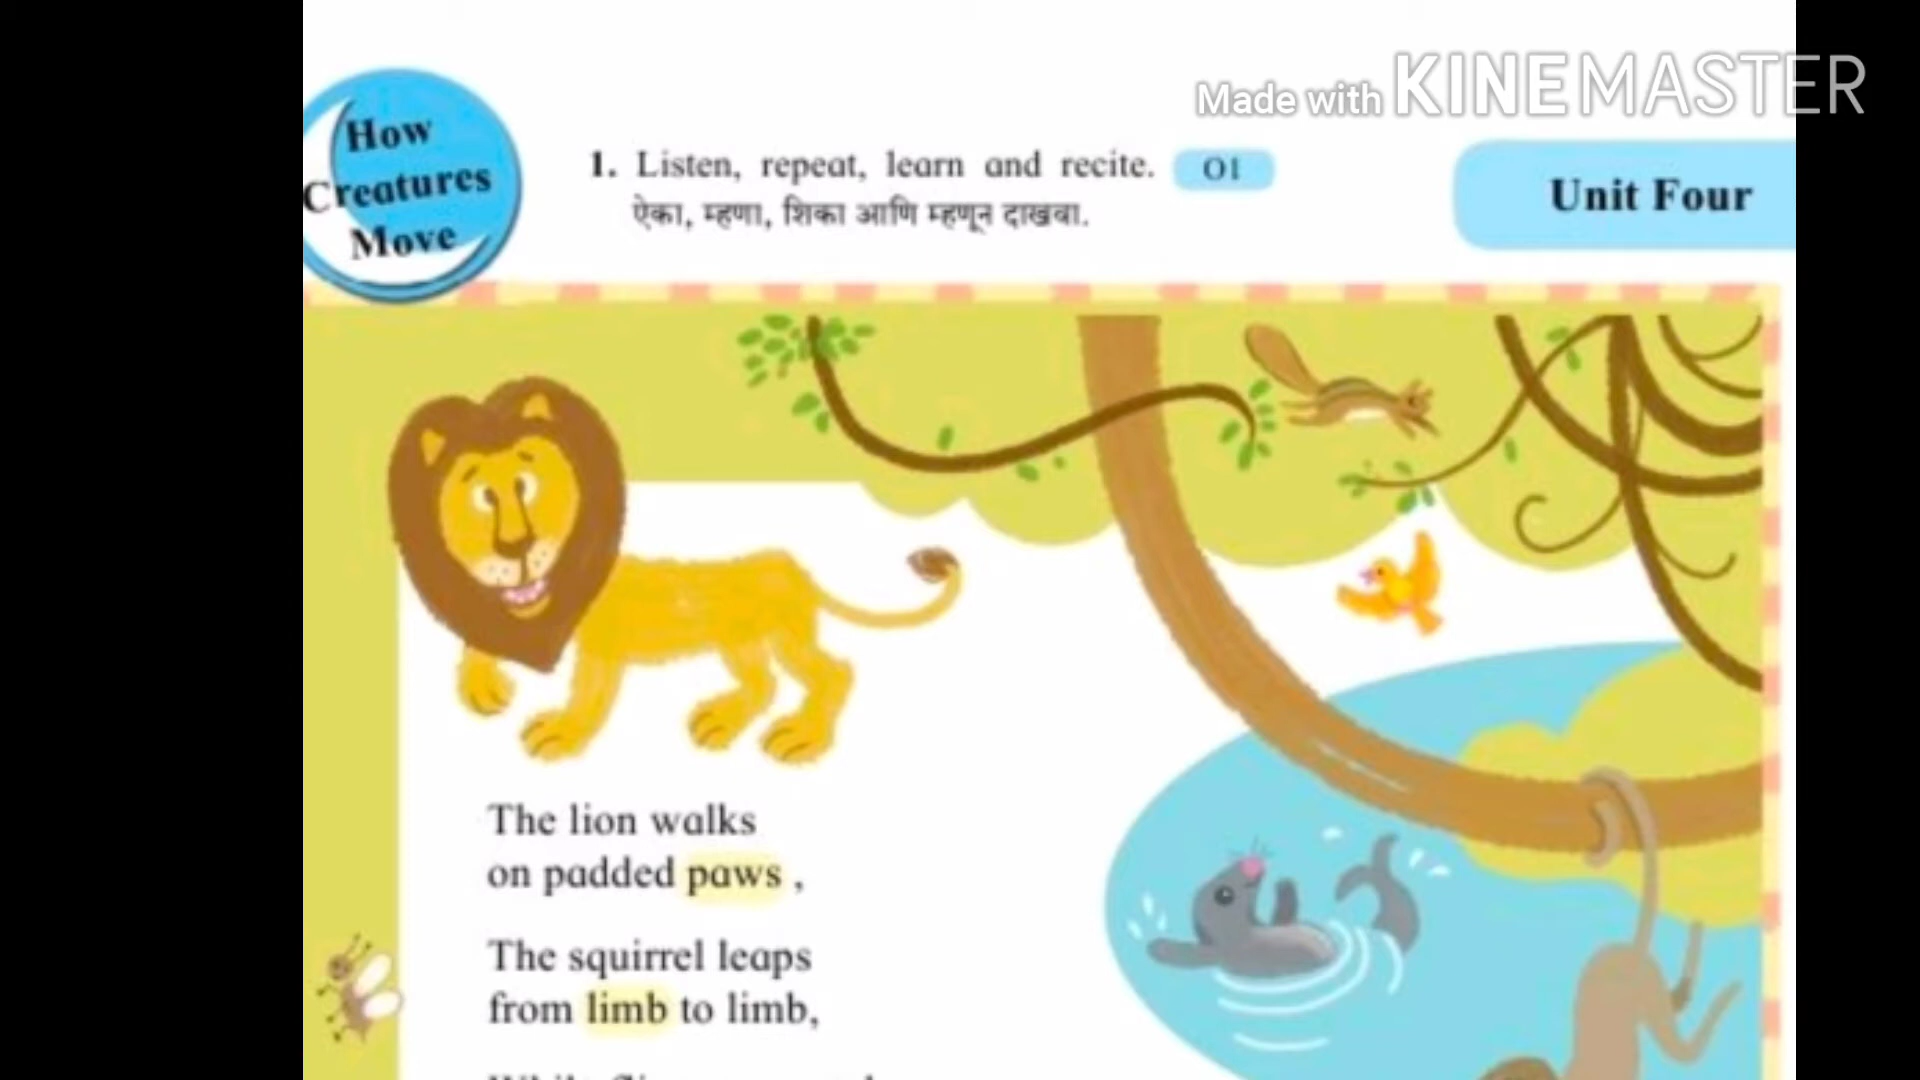 Made with KINEMASTER
How
Creatures
Move
1. Listen, repeat, learn and recite. 01
ऐका, म्हणा, शिका आणि म्हणून दाखवा.
Unit Four
The lion walks
on padded paws ,
The squirrel leaps
from limb to limb,